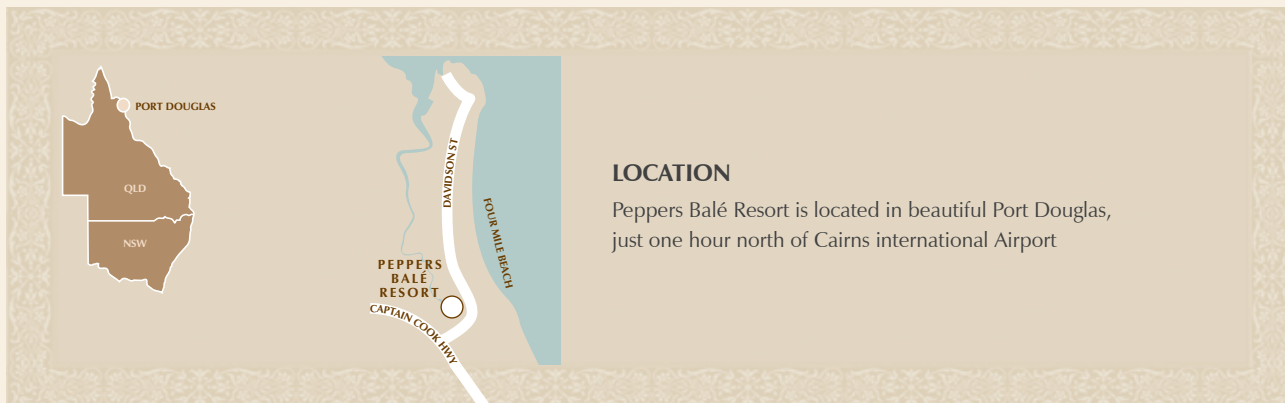 PORT DOUGLAS
QLD
NSW
DAVIDSON ST
FOUR MILE BEACH
PEPPERS
BALÉ
RESORT
CAPTAIN COOK HWY
LOCATION
Peppers Balé Resort is located in beautiful Port Douglas,
just one hour north of Cairns international Airport